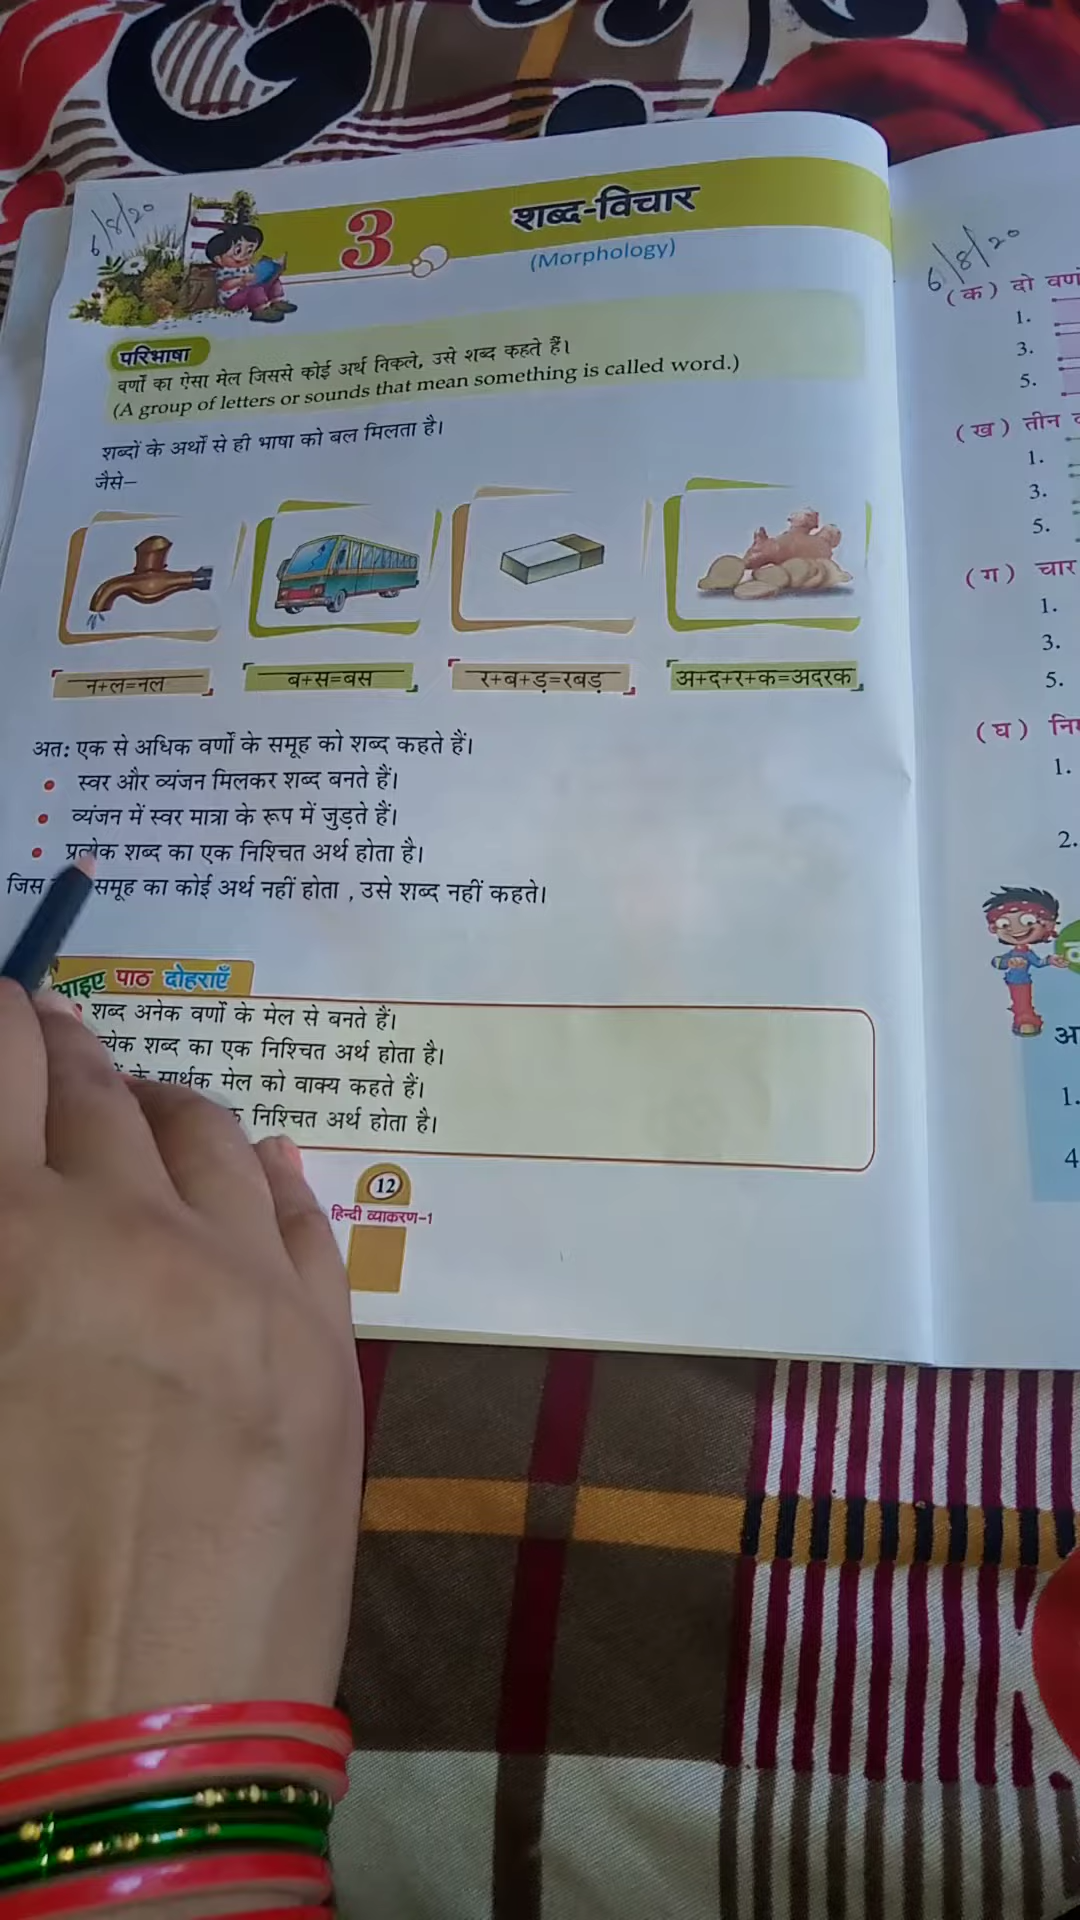 6/8/20
3
शब्द-विचार
(Morphology)
परिभाषा
वर्णों का ऐसा मेल जिससे कोई अर्थ निकले, उसे शब्द कहते हैं।
(A group of letters or sounds that mean something is called word.)
शब्दों के अर्थों से ही भाषा को बल मिलता है।
जैसे–
न+ल=नल
ब+स=बस
र+ब+ड़=रबड़
अ+द+र+क=अदरक
अत: एक से अधिक वर्णों के समूह को शब्द कहते हैं।
• स्वर और व्यंजन मिलकर शब्द बनते हैं।
• व्यंजन में स्वर मात्रा के रूप में जुड़ते हैं।
• प्रत्येक शब्द का एक निश्चित अर्थ होता है।
जिस समूह का कोई अर्थ नहीं होता , उसे शब्द नहीं कहते।
आइए पाठ दोहराएँ
शब्द अनेक वर्णों के मेल से बनते हैं।
शब्द का एक निश्चित अर्थ होता है।
के सार्थक मेल को वाक्य कहते हैं।
निश्चित अर्थ होता है।
12
हिन्दी व्याकरण-1
6/8/20
(क) दो
1.
3.
5.
(ख) तीन
1.
3.
5.
(ग) चार
1.
3.
5.
(घ)
1.
2.
1.
4